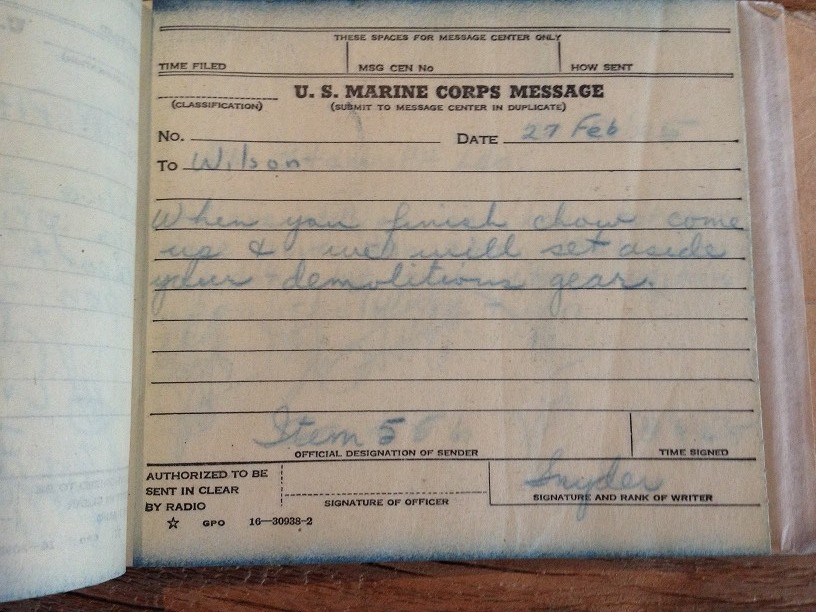 THESE SPACES FOR MESSAGE CENTER ONLY
TIME FILED MSG CEN No HOW SENT
U. S. MARINE CORPS MESSAGE
(CLASSIFICATION) (SUBMIT TO MESSAGE CENTER IN DUPLICATE)
No. DATE 27 Feb
To Wilson
When you finish chow come
up & we will set aside
your demolitions gear.
Item 5
OFFICIAL DESIGNATION OF SENDER TIME SIGNED
AUTHORIZED TO BE
SENT IN CLEAR
BY RADIO
SIGNATURE OF OFFICER
Snyder
SIGNATURE AND RANK OF WRITER
☆ GPO 16—30938-2